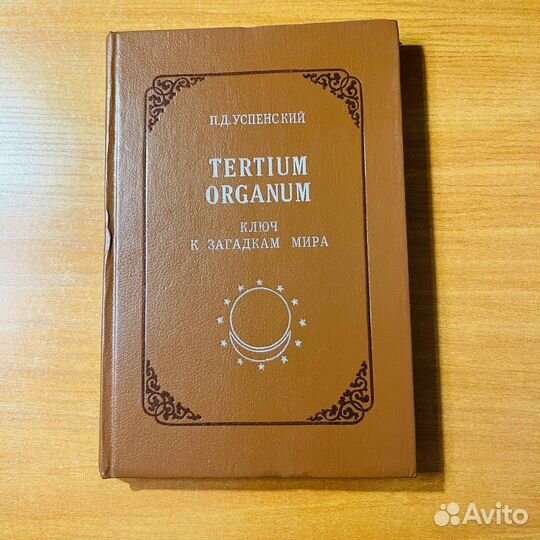 П.Д.УСПЕНСКИЙ
TERTIUM
ORGANUM
КЛЮЧ
К ЗАГАДКАМ МИРА
Avito